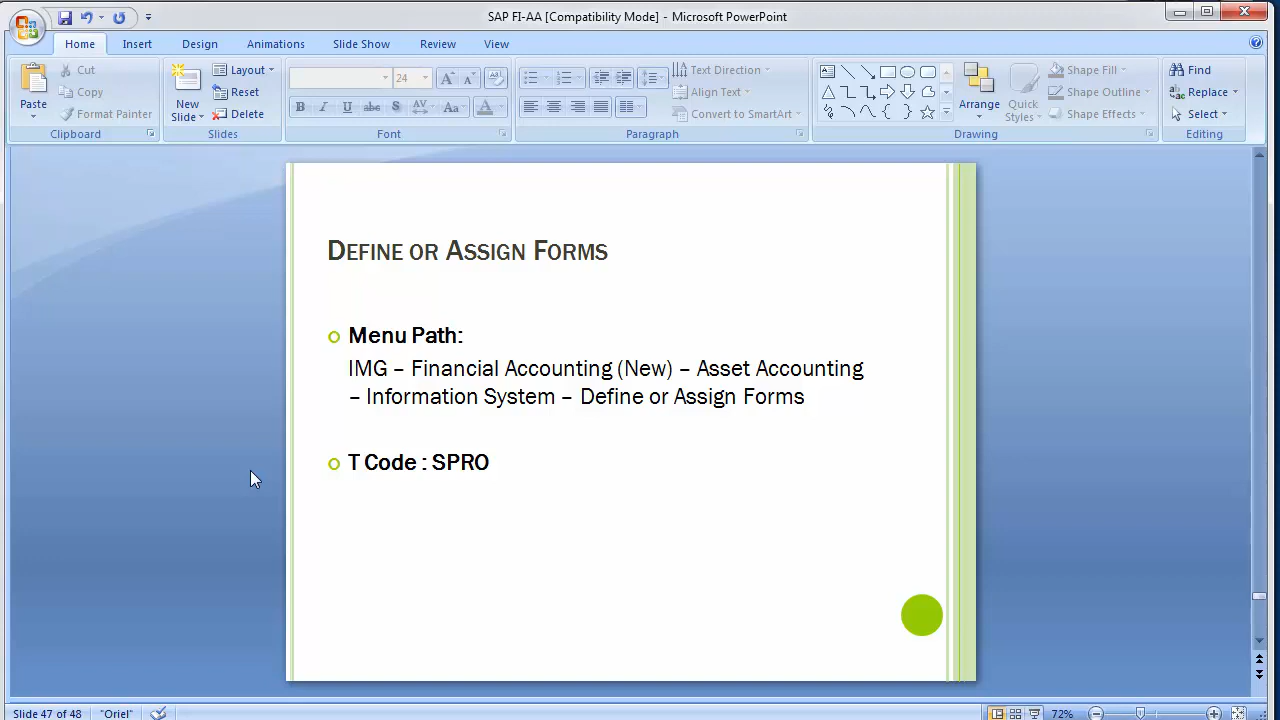 SAP FI-AA [Compatibility Mode] - Microsoft PowerPoint
Home Insert Design Animations Slide Show Review View
Paste
Cut
Copy
Format Painter
Clipboard
New
Slide
Layout
Reset
Delete
Slides
24
B I U abc S AV Aa A
Font
Text Direction
Align Text
Convert to SmartArt
Paragraph
Arrange
Quick
Styles
Shape Fill
Shape Outline
Shape Effects
Drawing
Find
Replace
Select
Editing
DEFINE OR ASSIGN FORMS
Menu Path:
IMG – Financial Accounting (New) – Asset Accounting
– Information System – Define or Assign Forms
T Code : SPRO
Slide 47 of 48 "Oriel" 72%